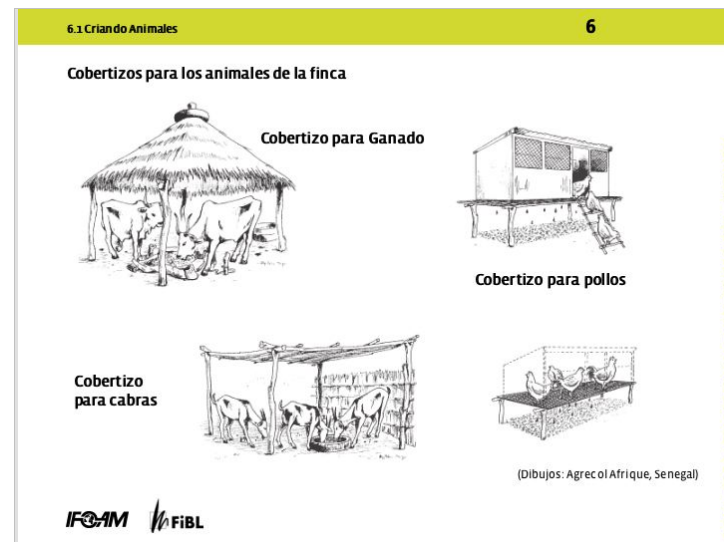 6.1 Criando Animales
6
Cobertizos para los animales de la finca
Cobertizo para Ganado
Cobertizo para pollos
Cobertizo
para cabras
(Dibujos: Agrecol Afrique, Senegal)
IFOAM
FiBL